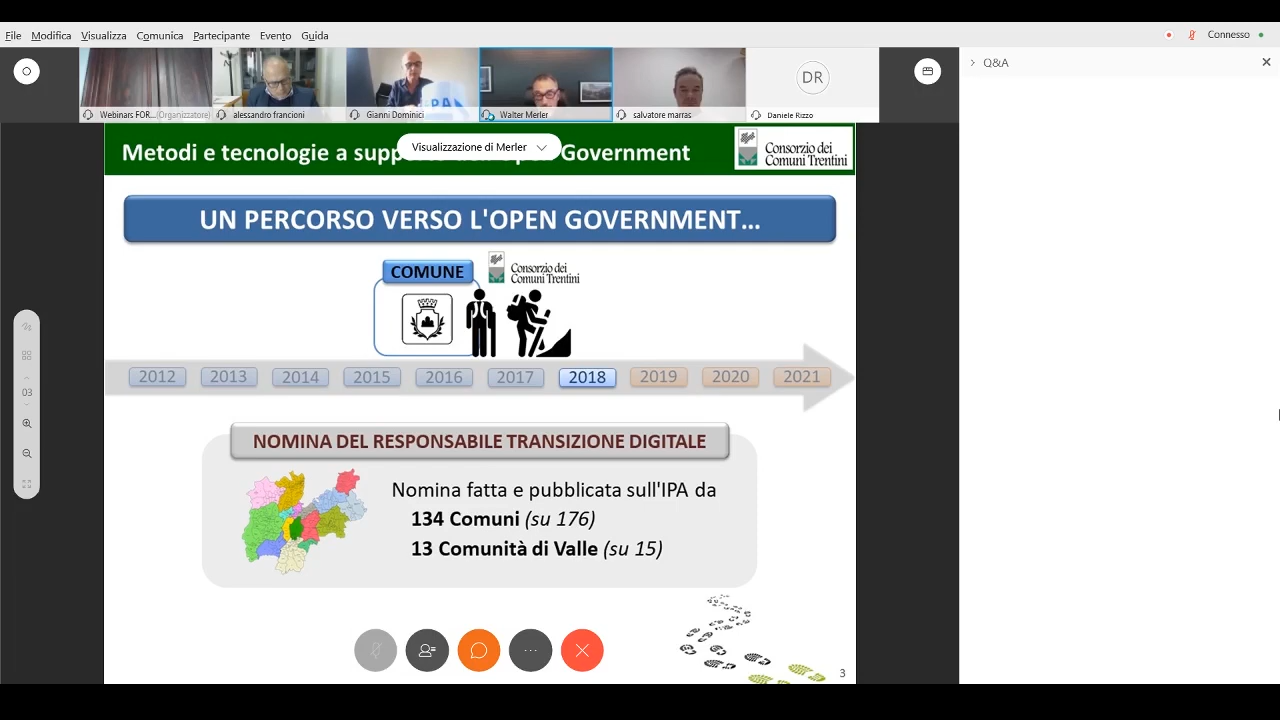 File Modifica Visualizza Comunica Partecipante Evento Guida
Connesso
Q&A
DR
Webinars FOR... (Organizzatore)
alessandro francioni
Gianni Dominici
Walter Merler
salvatore marras
Daniele Rizzo
PA
Visualizzazione di Merler
Metodi e tecnologie a Government
Consorzio dei
Comuni Trentini
UN PERCORSO VERSO L'OPEN GOVERNMENT...
COMUNE
Consorzio dei
Comuni Trentini
2012 2013 2014 2015 2016 2017 2018 2019 2020 2021
03
NOMINA DEL RESPONSABILE TRANSIZIONE DIGITALE
Nomina fatta e pubblicata sull'IPA da
134 Comuni (su 176)
13 Comunità di Valle (su 15)
3